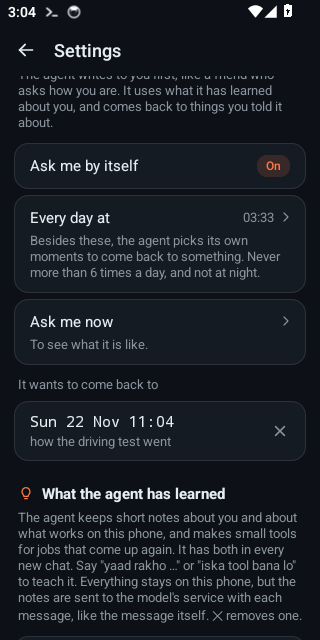 3:04
Settings
The agent writes to you first, like a friend who
asks how you are. It uses what it has learned
about you, and comes back to things you told it
about.
Ask me by itself
On
Every day at
03:33
Besides these, the agent picks its own
moments to come back to something. Never
more than 6 times a day, and not at night.
Ask me now
To see what it is like.
It wants to come back to
Sun 22 Nov 11:04
how the driving test went
What the agent has learned
The agent keeps short notes about you and about
what works on this phone, and makes small tools
for jobs that come up again. It has both in every
new chat. Say "yaad rakho …" or "iska tool bana lo"
to teach it. Everything stays on this phone, but the
notes are sent to the model's service with each
message, like the message itself. ✕ removes one.